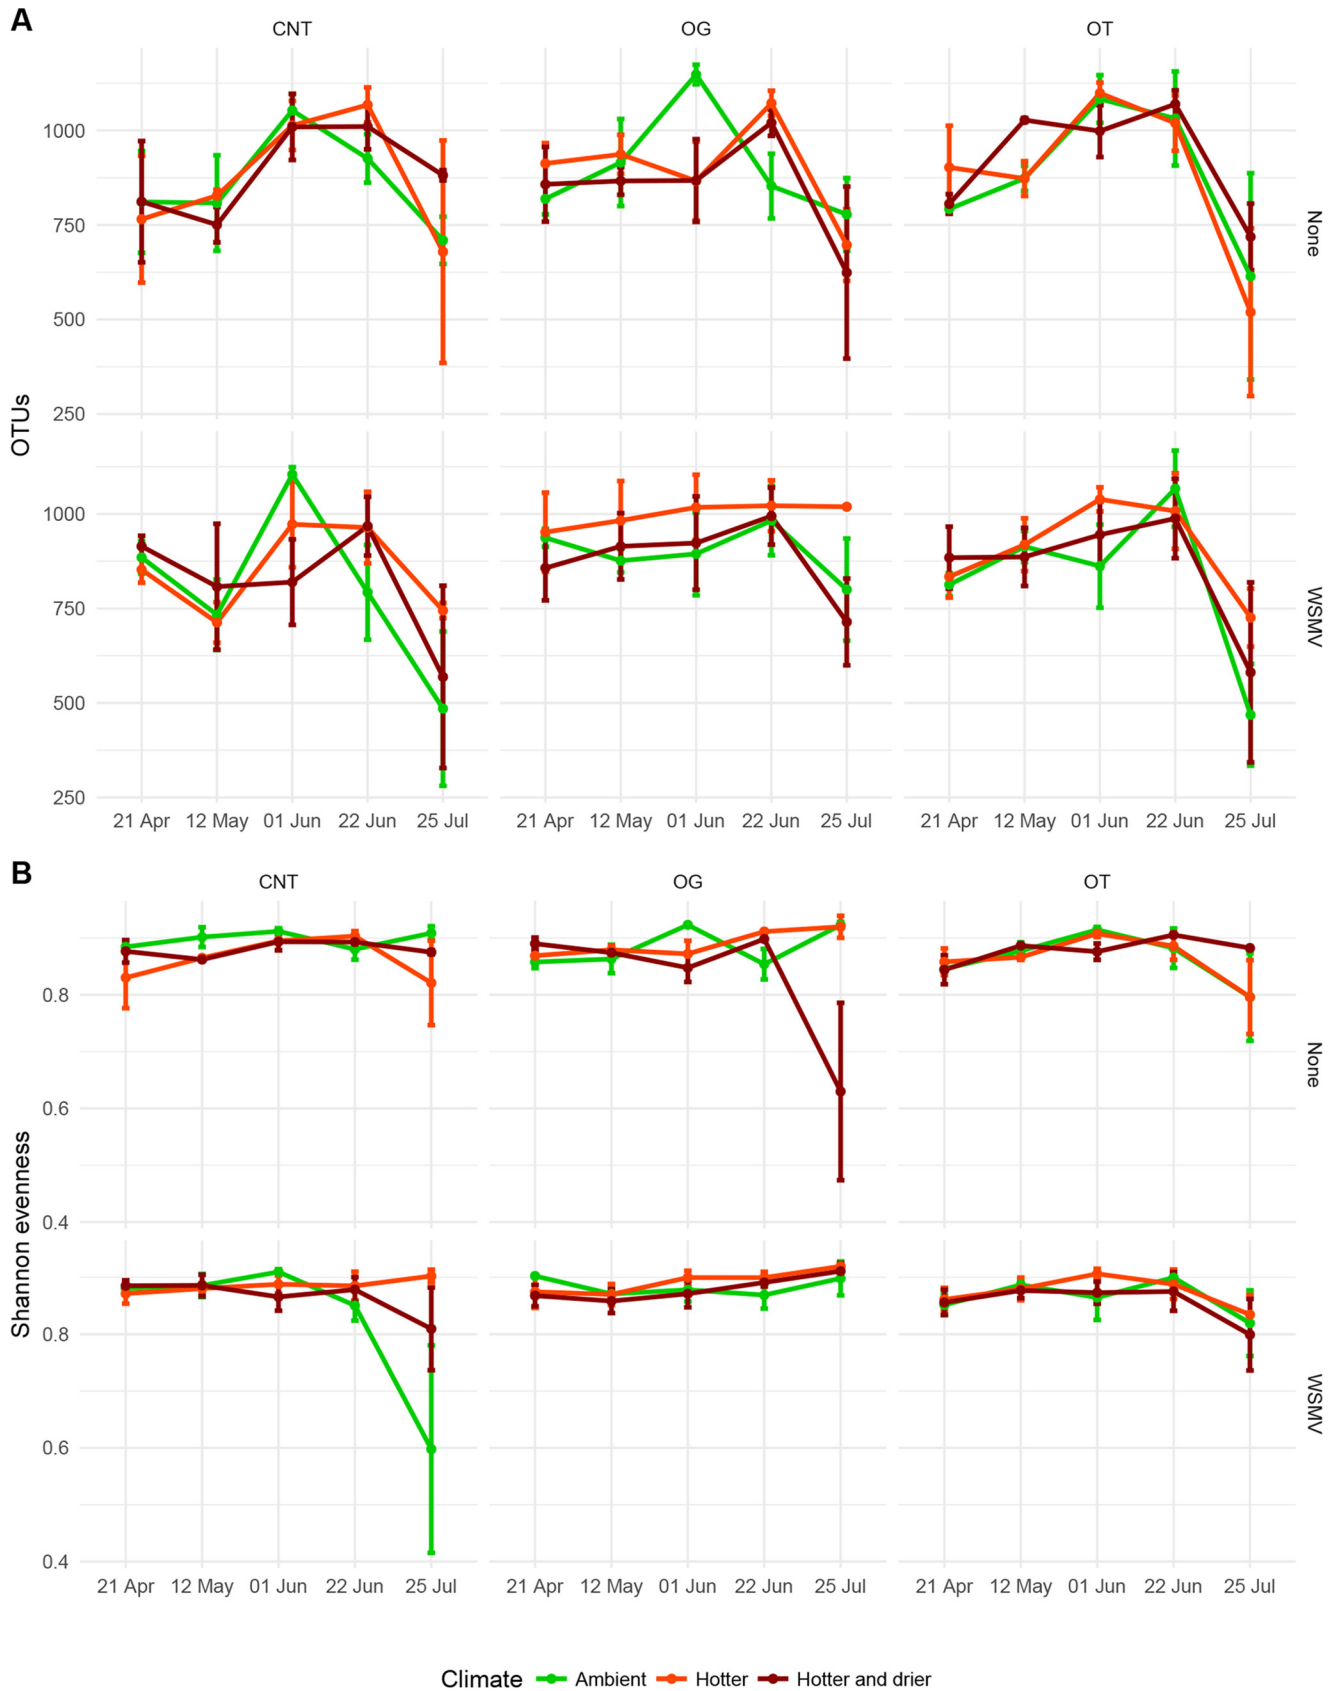 A
CNT OG OT
1000
750
500
250
None
OTUs
1000
750
500
250
WSMV
21 Apr 12 May 01 Jun 22 Jun 25 Jul 21 Apr 12 May 01 Jun 22 Jun 25 Jul 21 Apr 12 May 01 Jun 22 Jun 25 Jul
B
CNT OG OT
0.8
0.6
0.4
None
Shannon evenness
0.8
0.6
0.4
WSMV
21 Apr 12 May 01 Jun 22 Jun 25 Jul 21 Apr 12 May 01 Jun 22 Jun 25 Jul 21 Apr 12 May 01 Jun 22 Jun 25 Jul
Climate Ambient Hotter Hotter and drier